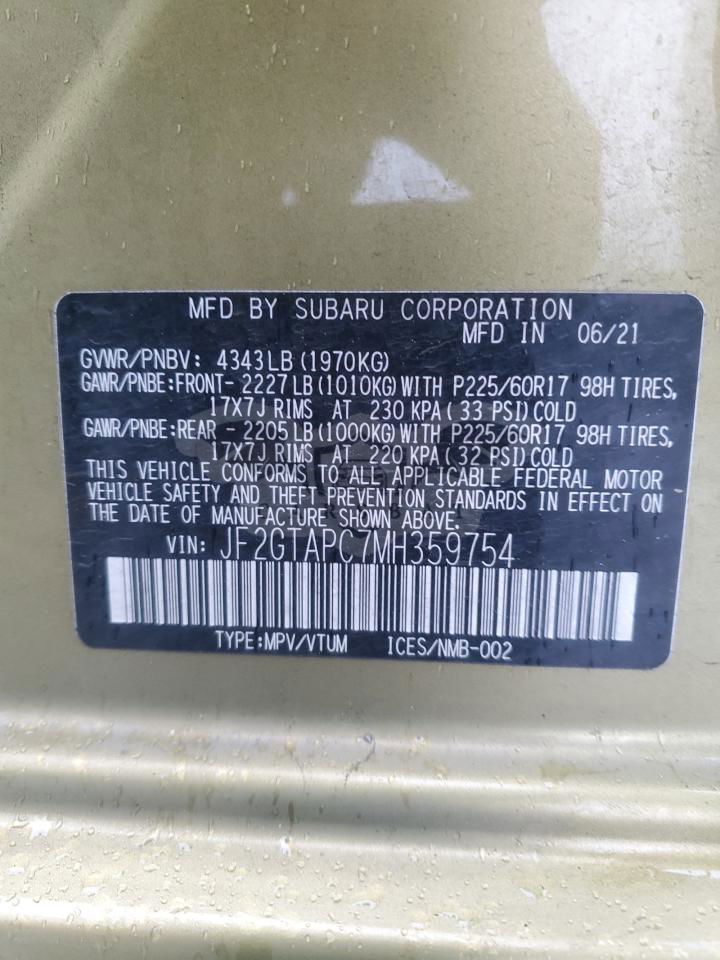 MFD BY SUBARU CORPORATION
MFD IN 06/21
GVWR/PNBV: 4343LB (1970KG)
GAWR/PNBE:FRONT- 2227 LB (1010KG) WITH P225/60R17 98H TIRES,
17X7J RIMS AT 230 KPA ( 33 PSI) COLD
GAWR/PNBE:REAR - 2205 LB (1000KG) WITH P225/60R17 98H TIRES,
17X7J RIMS AT 220 KPA ( 32 PSI) COLD
THIS VEHICLE CONFORMS TO ALL APPLICABLE FEDERAL MOTOR
VEHICLE SAFETY AND THEFT PREVENTION STANDARDS IN EFFECT ON
THE DATE OF MANUFACTURE SHOWN ABOVE.
VIN: JF2GTAPC7MH359754
TYPE:MPV/VTUM ICES/NMB-002